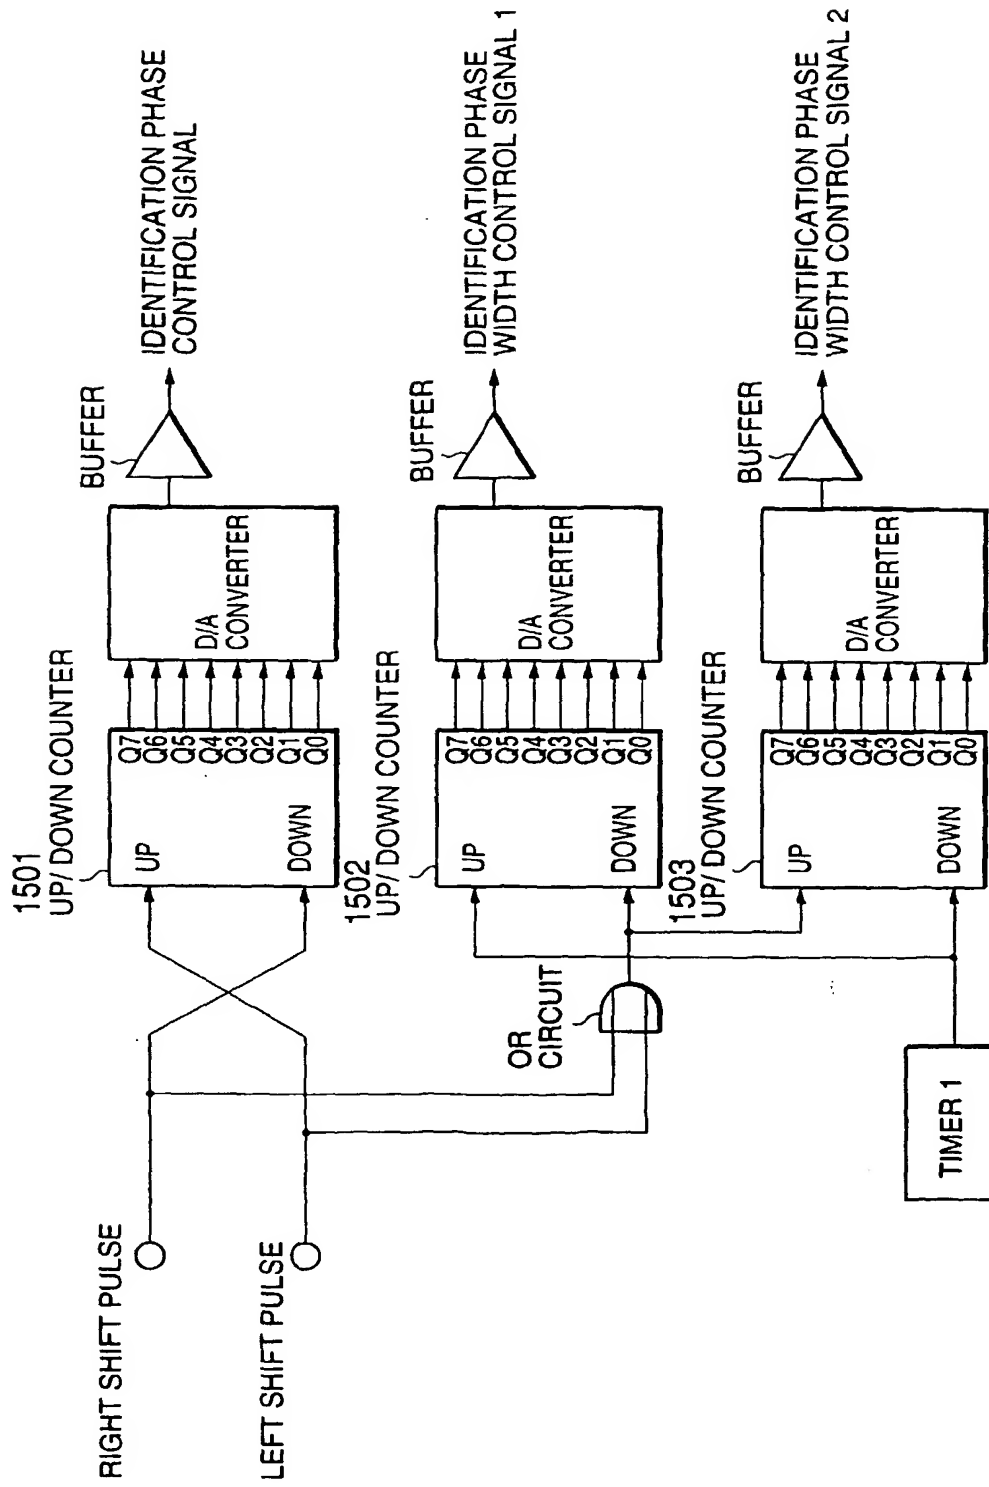 RIGHT SHIFT PULSE
LEFT SHIFT PULSE
OR
CIRCUIT
TIMER 1
1501
UP/ DOWN COUNTER
UP
DOWN
Q7
Q6
Q5
Q4
Q3
Q2
Q1
Q0
D/A
CONVERTER
BUFFER
IDENTIFICATION PHASE
CONTROL SIGNAL
1502
UP/ DOWN COUNTER
UP
DOWN
Q7
Q6
Q5
Q4
Q3
Q2
Q1
Q0
D/A
CONVERTER
BUFFER
IDENTIFICATION PHASE
WIDTH CONTROL SIGNAL 1
1503
UP/ DOWN COUNTER
UP
DOWN
Q7
Q6
Q5
Q4
Q3
Q2
Q1
Q0
D/A
CONVERTER
BUFFER
IDENTIFICATION PHASE
WIDTH CONTROL SIGNAL 2